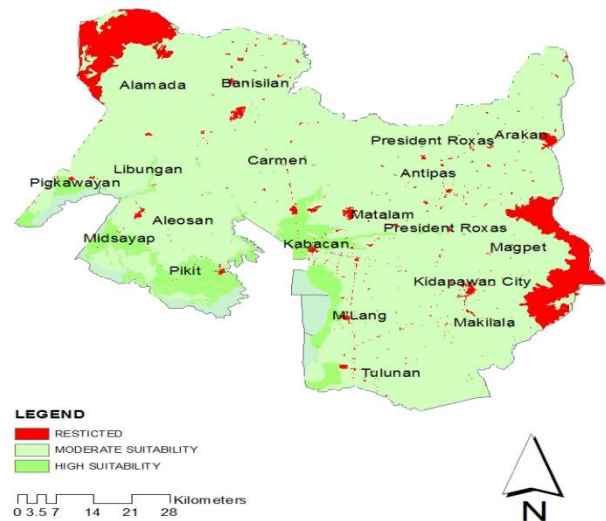 Alamada
Banisilan
President Roxas
Arakan
Libungan
Carmen
Antipas
Pigkawayan
Aleosan
Matalam
Midsayap
Kabacan
President Roxas
Magpet
Pikit
Kidapawan City
M'Lang
Makilala
Tulunan
LEGEND
RESTICTED
MODERATE SUITABILITY
HIGH SUITABILITY
0 3.5 7 14 21 28 Kilometers
N